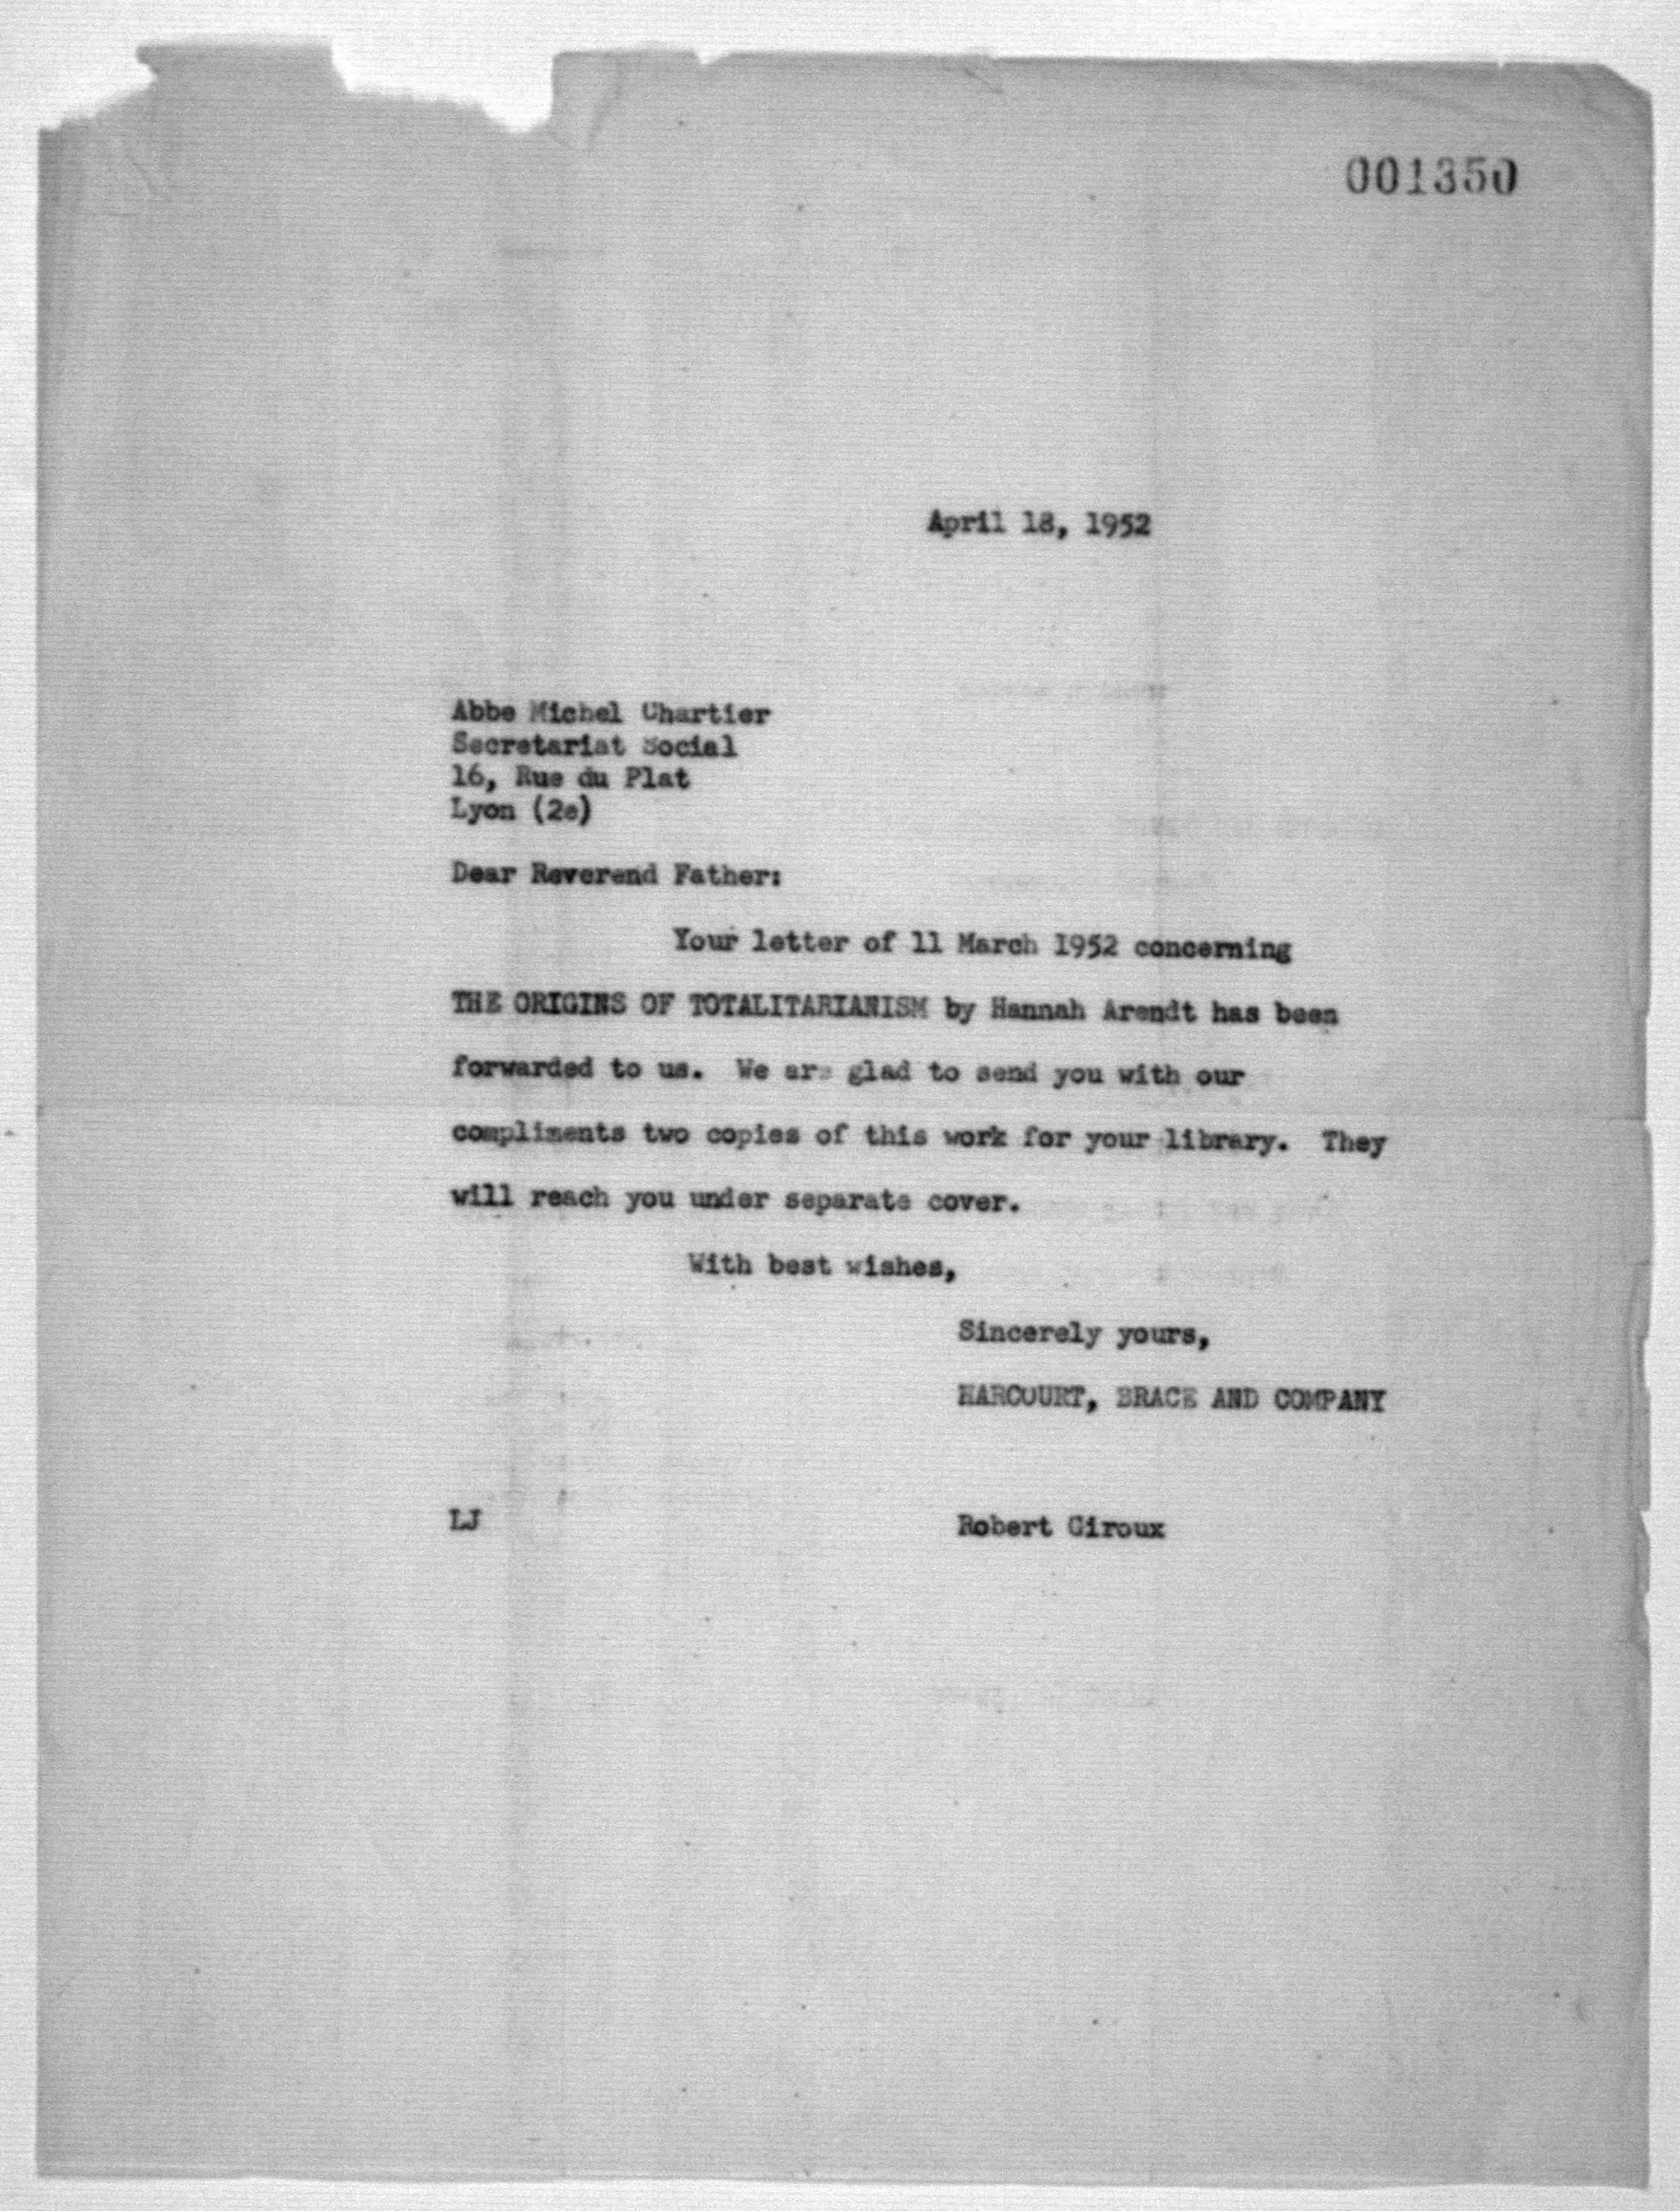 001350
April 18, 1952
Abbe Michel Chartier
Secretariat Social
16, Rue du Plat
Lyon (2e)
Dear Reverend Father:
Your letter of 11 March 1952 concerning
THE ORIGINS OF TOTALITARIANISM by Hannah Arendt has been
forwarded to us. We are glad to send you with our
compliments two copies of this work for your library. They
will reach you under separate cover.
With best wishes,
Sincerely yours,
HARCOURT, BRACE AND COMPANY
LJ Robert Giroux